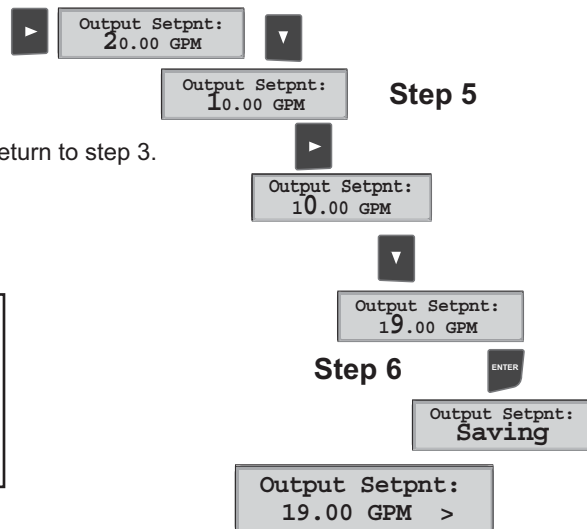 Output Setpnt:
20.00 GPM
Output Setpnt:
10.00 GPM
Step 5
eturn to step 3.
Output Setpnt:
10.00 GPM
Output Setpnt:
19.00 GPM
Step 6
ENTER
Output Setpnt:
Saving
Output Setpnt:
19.00 GPM >